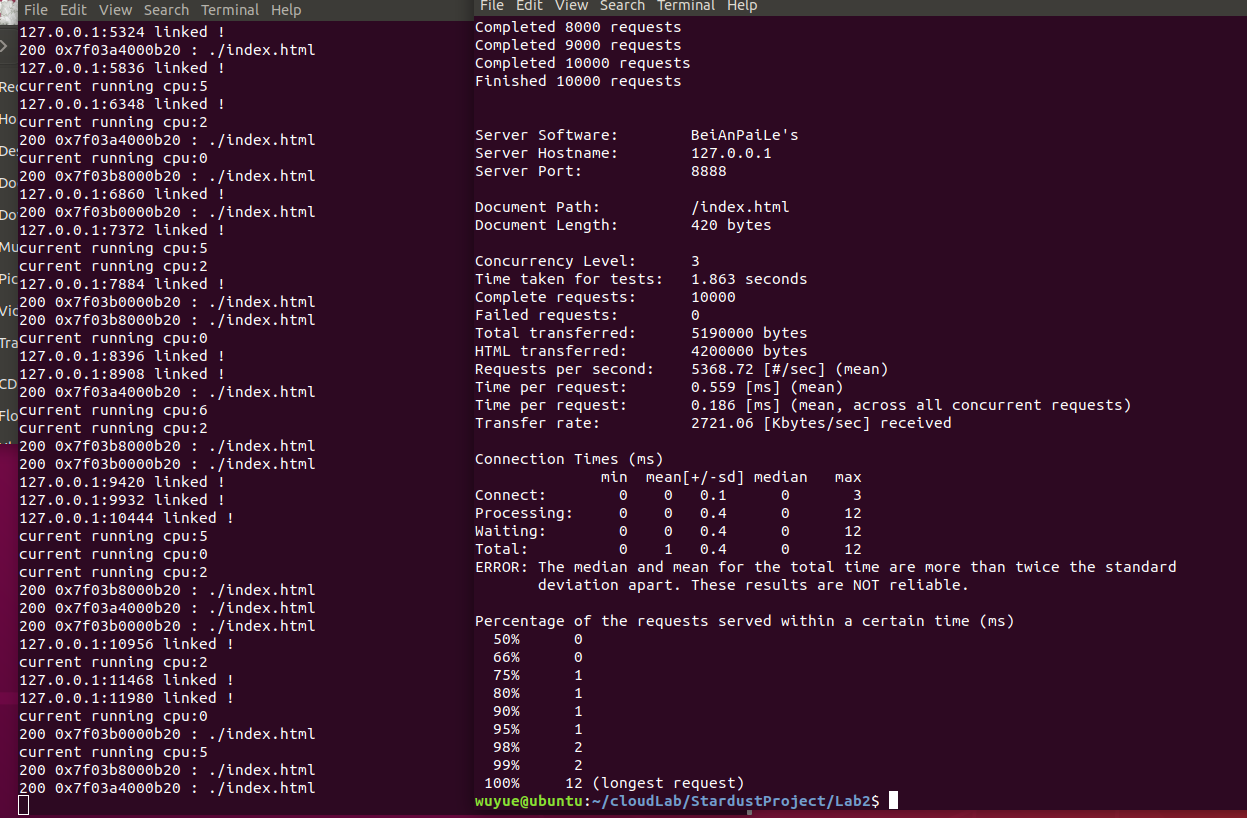 File Edit View Search Terminal Help
127.0.0.1:5324 linked !
200 0x7f03a4000b20 : ./index.html
127.0.0.1:5836 linked !
current running cpu:5
127.0.0.1:6348 linked !
current running cpu:2
200 0x7f03a4000b20 : ./index.html
current running cpu:0
200 0x7f03b8000b20 : ./index.html
127.0.0.1:6860 linked !
200 0x7f03b0000b20 : ./index.html
127.0.0.1:7372 linked !
current running cpu:5
current running cpu:2
127.0.0.1:7884 linked !
200 0x7f03b0000b20 : ./index.html
200 0x7f03b8000b20 : ./index.html
current running cpu:0
127.0.0.1:8396 linked !
127.0.0.1:8908 linked !
200 0x7f03a4000b20 : ./index.html
current running cpu:6
current running cpu:2
200 0x7f03b8000b20 : ./index.html
200 0x7f03b0000b20 : ./index.html
127.0.0.1:9420 linked !
127.0.0.1:9932 linked !
127.0.0.1:10444 linked !
current running cpu:5
current running cpu:0
current running cpu:2
200 0x7f03b8000b20 : ./index.html
200 0x7f03a4000b20 : ./index.html
200 0x7f03b0000b20 : ./index.html
127.0.0.1:10956 linked !
current running cpu:2
127.0.0.1:11468 linked !
127.0.0.1:11980 linked !
current running cpu:0
200 0x7f03b0000b20 : ./index.html
current running cpu:5
200 0x7f03b8000b20 : ./index.html
200 0x7f03a4000b20 : ./index.html
File Edit View Search Terminal Help
Completed 8000 requests
Completed 9000 requests
Completed 10000 requests
Finished 10000 requests
Server Software: BeiAnPaiLe's
Server Hostname: 127.0.0.1
Server Port: 8888
Document Path: /index.html
Document Length: 420 bytes
Concurrency Level: 3
Time taken for tests: 1.863 seconds
Complete requests: 10000
Failed requests: 0
Total transferred: 5190000 bytes
HTML transferred: 4200000 bytes
Requests per second: 5368.72 [#/sec] (mean)
Time per request: 0.559 [ms] (mean)
Time per request: 0.186 [ms] (mean, across all concurrent requests)
Transfer rate: 2721.06 [Kbytes/sec] received
Connection Times (ms)
min mean[+/-sd] median max
Connect: 0 0 0.1 0 3
Processing: 0 0 0.4 0 12
Waiting: 0 0 0.4 0 12
Total: 0 1 0.4 0 12
ERROR: The median and mean for the total time are more than twice the standard
deviation apart. These results are NOT reliable.
Percentage of the requests served within a certain time (ms)
50% 0
66% 0
75% 1
80% 1
90% 1
95% 1
98% 2
99% 2
100% 12 (longest request)
wuyue@ubuntu:~/cloudLab/StardustProject/Lab2$